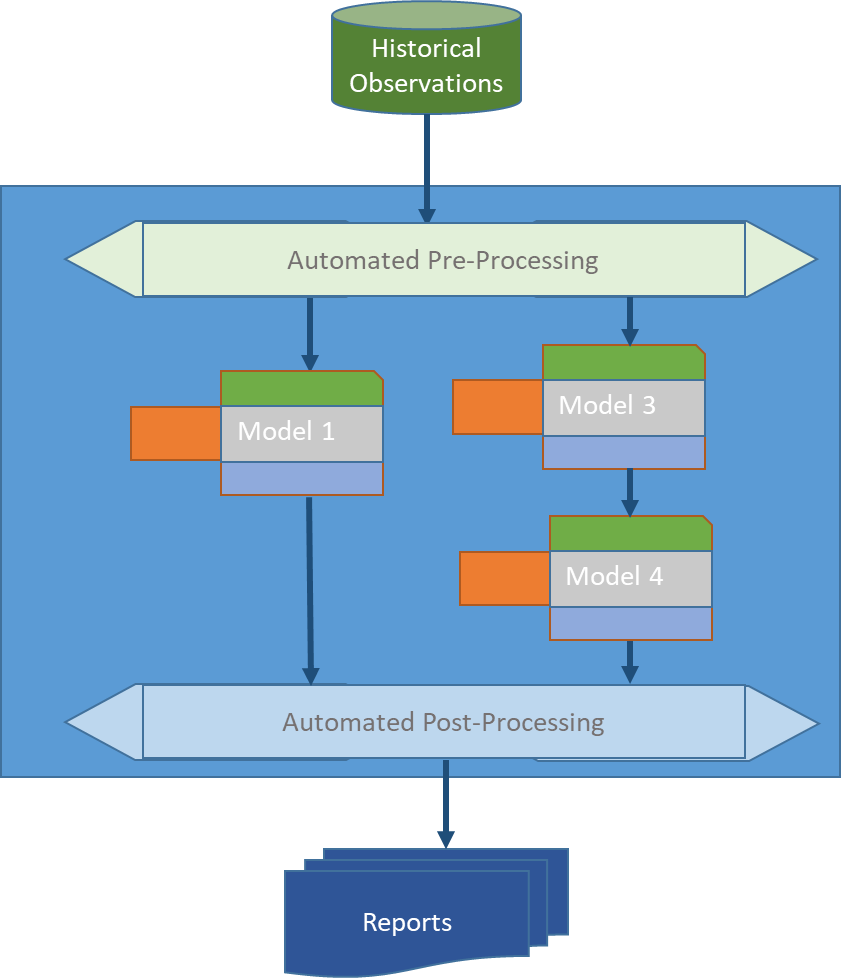 Historical
Observations
Automated Pre-Processing
Model 3
Model 1
Model 4
Automated Post-Processing
Reports